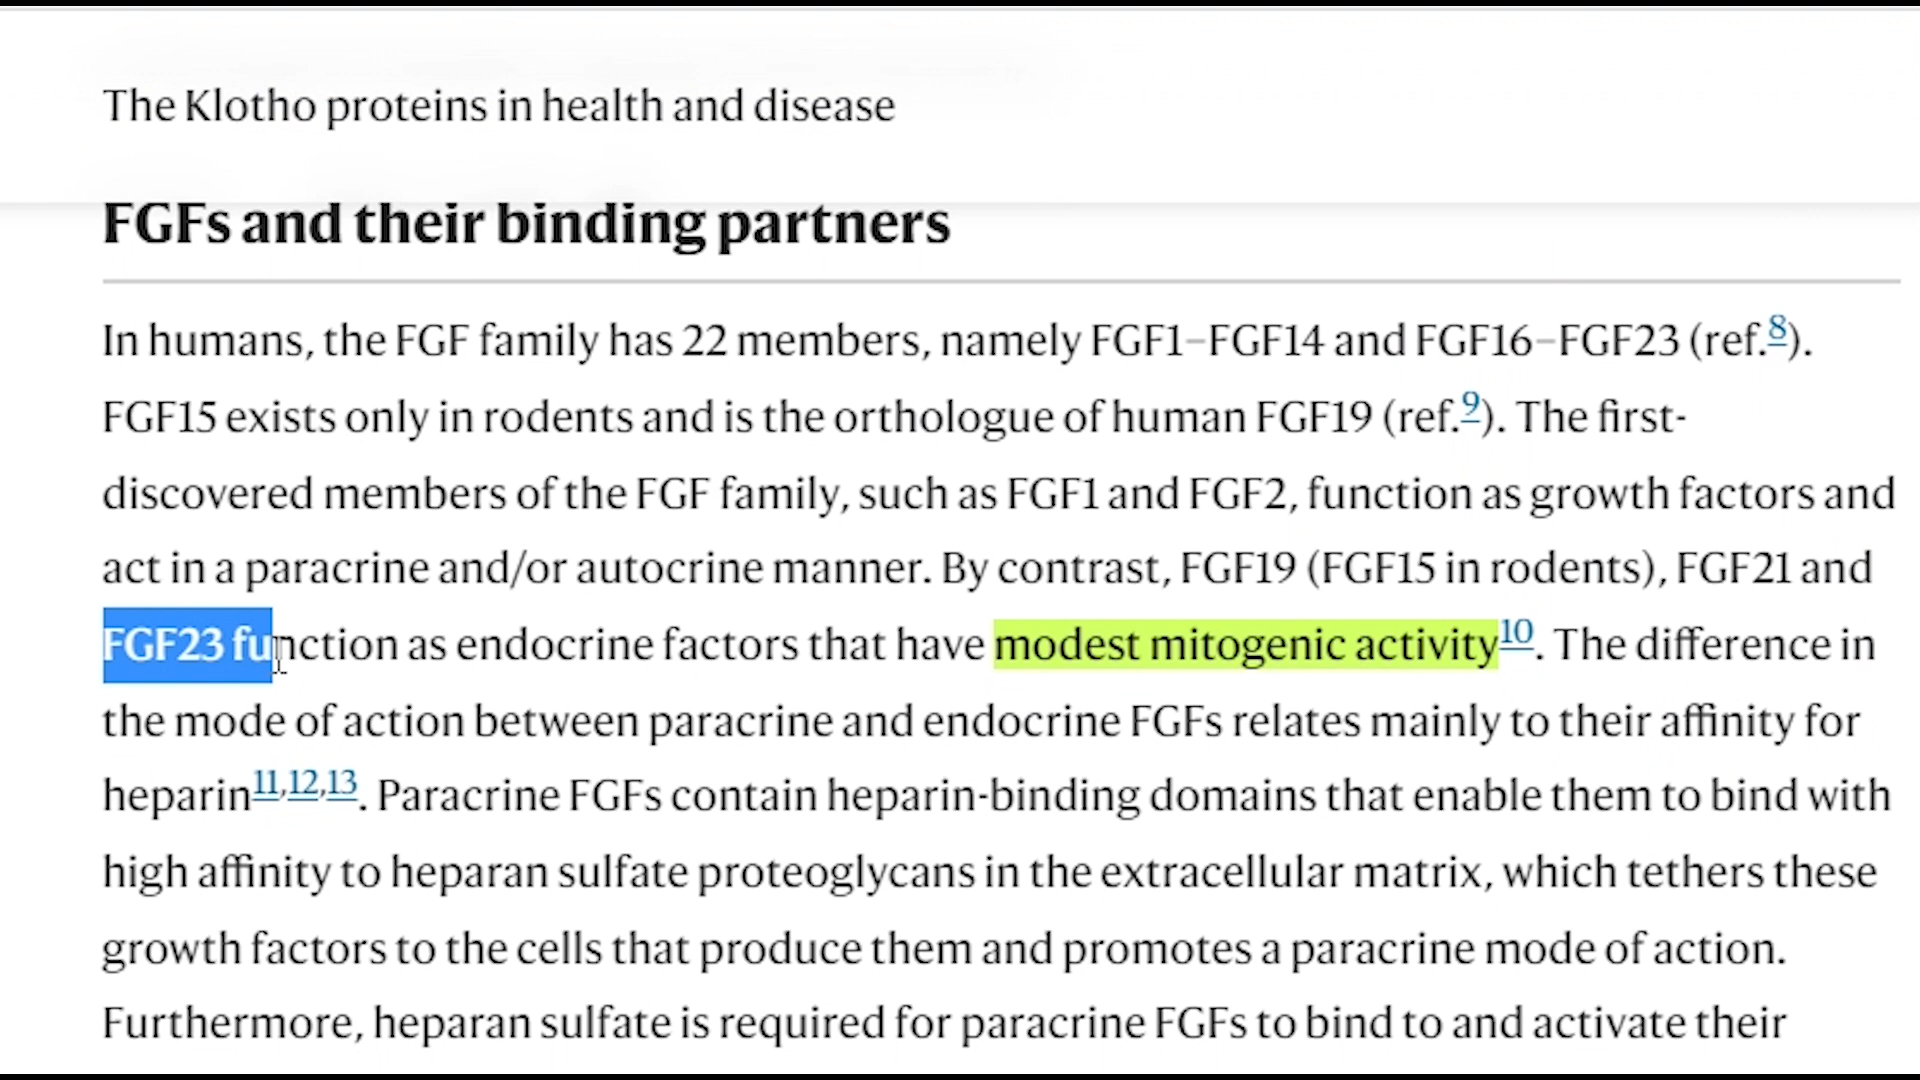 The Klotho proteins in health and disease
FGFs and their binding partners
In humans, the FGF family has 22 members, namely FGF1–FGF14 and FGF16–FGF23 (ref.8).
FGF15 exists only in rodents and is the orthologue of human FGF19 (ref.9). The first-
discovered members of the FGF family, such as FGF1 and FGF2, function as growth factors and
act in a paracrine and/or autocrine manner. By contrast, FGF19 (FGF15 in rodents), FGF21 and
FGF23 function as endocrine factors that have modest mitogenic activity10. The difference in
the mode of action between paracrine and endocrine FGFs relates mainly to their affinity for
heparin11,12,13. Paracrine FGFs contain heparin-binding domains that enable them to bind with
high affinity to heparan sulfate proteoglycans in the extracellular matrix, which tethers these
growth factors to the cells that produce them and promotes a paracrine mode of action.
Furthermore, heparan sulfate is required for paracrine FGFs to bind to and activate their